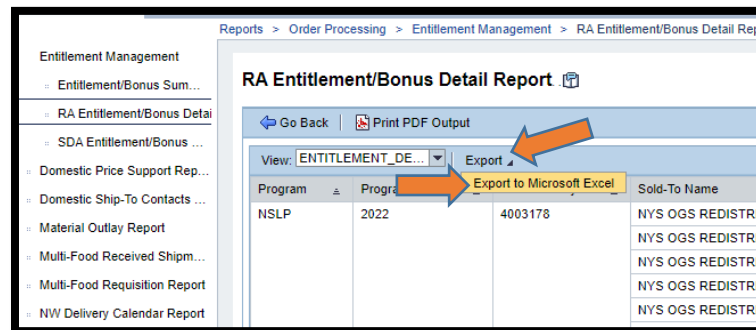 Reports > Order Processing > Entitlement Management > RA Entitlement/Bonus Detail Rep
Entitlement Management
Entitlement/Bonus Sum...
RA Entitlement/Bonus Detai
SDA Entitlement/Bonus ...
Domestic Price Support Rep...
Domestic Ship-To Contacts ...
Material Outlay Report
Multi-Food Received Shipm...
Multi-Food Requisition Report
NW Delivery Calendar Report
RA Entitlement/Bonus Detail Report
Go Back Print PDF Output
View: ENTITLEMENT_DE... Export
Export to Microsoft Excel
Program Sold-To Name
NSLP 2022 4003178 NYS OGS REDISTR
NYS OGS REDISTR
NYS OGS REDISTR
NYS OGS REDISTR
NYS OGS REDISTR